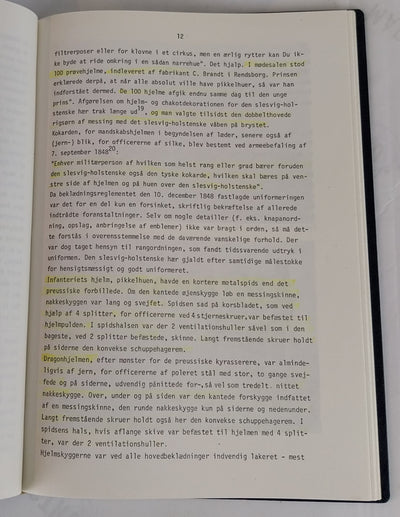 12
filtrerposer eller for klovne i et cirkus, men en ærlig rytter kan Du ik-
ke byde at ride omkring i en sådan narrehue". Det hjalp. I mødesalen stod
100 prøvehjelme, indleveret af fabrikant C. Brandt i Rendsborg. Prinsen
erklærede derpå, at når alle absolut ville have pikkelhuer, så var han
indforstået dermed. De 100 hjelme afgik endnu samme dag til den unge
prins". Afgørelsen om hjelm- og chakotdekorationen for den slesvig-hol-
stenske hær trak længe ud19, og man valgte tilsidst den dobbelthovede
rigsørn af messing med det slesvig-holstenske våben på brystet.
Kokarden, for mandskabshjelmen i begyndelsen af læder, senere også af
(jern-) blik, for officererne af silke, blev bestemt ved armeebefaling af
7. september 184820:
"Enhver militærperson af hvilken som helst rang eller grad bærer foruden
den slesvig-holstenske også den tyske kokarde, hvilken skal bæres på ven-
stre side af hjelmen og på huen over den slesvig-holstenske".
Da beklædningsreglementet den 10. december 1848 fastlagde uniformeringen
var det for en del kun en forsinket, skriftlig bekræftelse af allerede
indtrådte foranstaltninger. Selv om nogle detailler (f. eks. knapanord-
ning, opslag, anbringelse af emblemer) ikke var bragt i orden, så må det-
te forstås i overensstemmelse med de daværende vanskelige forhold. Der
var dog taget hensyn til rangordningen, som fandt tidssvarende udtryk i
uniformen. Den slesvig-holstenske hær gjaldt efter samtidige målestokke
for hensigtsmæssigt og godt uniformeret.
Infanteriets hjelm, pikkelhuen, havde en kortere metalspids end det
preussiske forbillede. Om den kantede øjenskygge løb en messingskinne,
nakkeskyggen var lang og svejfet. Spidsen sad på korsbladet, som ved
hjælp af 4 splitter, for officererne ved 4 stjerneskruer, var befæstet til
hjelmpulden. I spidshalsen var der 2 ventilationshuller såvel som i den
bageste, ved 2 splitter befæstede, skinne. Langt fremstående skruer holdt
på siderne den konvekse schuppehagerem.
Dragonhjelmen, efter mønster for de preussiske kyrasserere, var alminde-
ligvis af jern, for officererne af poleret stål med stor, to gange svej-
fede og på siderne, udvendig pånittede for-, så vel som tredelt. nittet
nakkeskygge. Over, under og på siden var den kantede forskygge indfattet
af en messingskinne, den runde nakkeskygge kun på siderne og nedenunder.
Langt fremstående skruer holdt også her den konvekse schuppehagerem. I
spidsens hals, hvis aflange skive var befæstet til hjelmen med 4 split-
ter, var der 2 ventilationshuller.
Hjelmskyggerne var ved alle hovedbeklædninger indvendig lakeret - mest